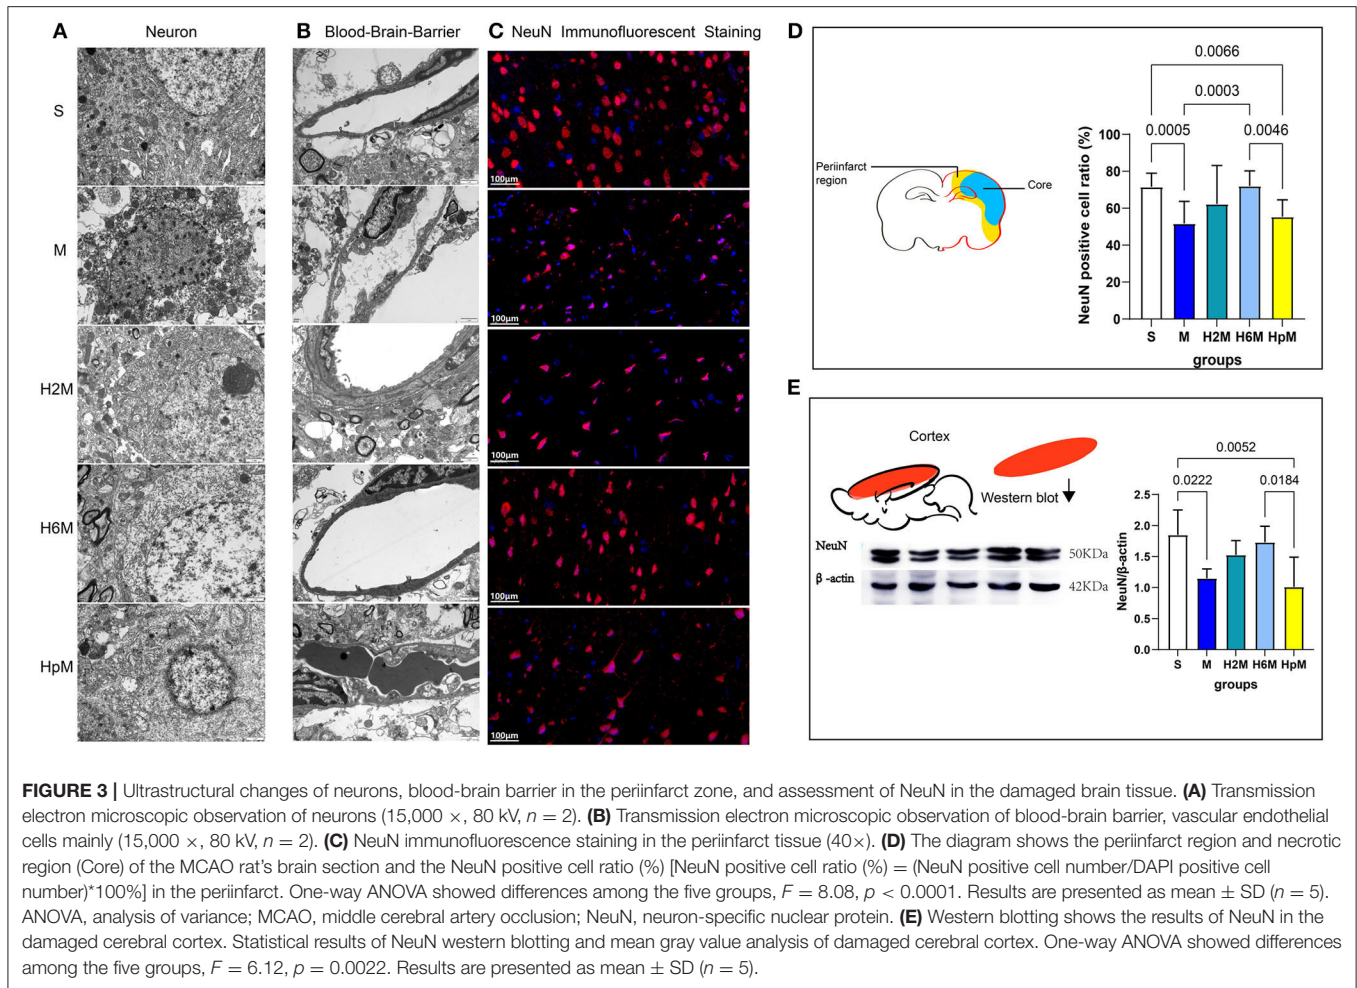 A Neuron
B Blood-Brain-Barrier
C NeuN Immunofluorescent Staining
S
M
H2M
H6M
HpM
100μm
100μm
100μm
100μm
100μm
D
Periinfarct
region
Core
0.0066
0.0003
0.0005
0.0046
NeuN positive cell ratio (%)
100
80
60
40
20
0
S M H2M H6M HpM
groups
E
Cortex
Western blot
NeuN
50KDa
β -actin
42KDa
0.0052
0.0222
0.0184
NeuN/β-actin
2.5
2.0
1.5
1.0
0.5
0.0
S M H2M H6M HpM
groups
FIGURE 3 | Ultrastructural changes of neurons, blood-brain barrier in the periinfarct zone, and assessment of NeuN in the damaged brain tissue. (A) Transmission
electron microscopic observation of neurons (15,000 ×, 80 kV, n = 2). (B) Transmission electron microscopic observation of blood-brain barrier, vascular endothelial
cells mainly (15,000 ×, 80 kV, n = 2). (C) NeuN immunofluorescence staining in the periinfarct tissue (40×). (D) The diagram shows the periinfarct region and necrotic
region (Core) of the MCAO rat's brain section and the NeuN positive cell ratio (%) [NeuN positive cell ratio (%) = (NeuN positive cell number/DAPI positive cell
number)*100%] in the periinfarct. One-way ANOVA showed differences among the five groups, F = 8.08, p < 0.0001. Results are presented as mean ± SD (n = 5).
ANOVA, analysis of variance; MCAO, middle cerebral artery occlusion; NeuN, neuron-specific nuclear protein. (E) Western blotting shows the results of NeuN in the
damaged cerebral cortex. Statistical results of NeuN western blotting and mean gray value analysis of damaged cerebral cortex. One-way ANOVA showed differences
among the five groups, F = 6.12, p = 0.0022. Results are presented as mean ± SD (n = 5).